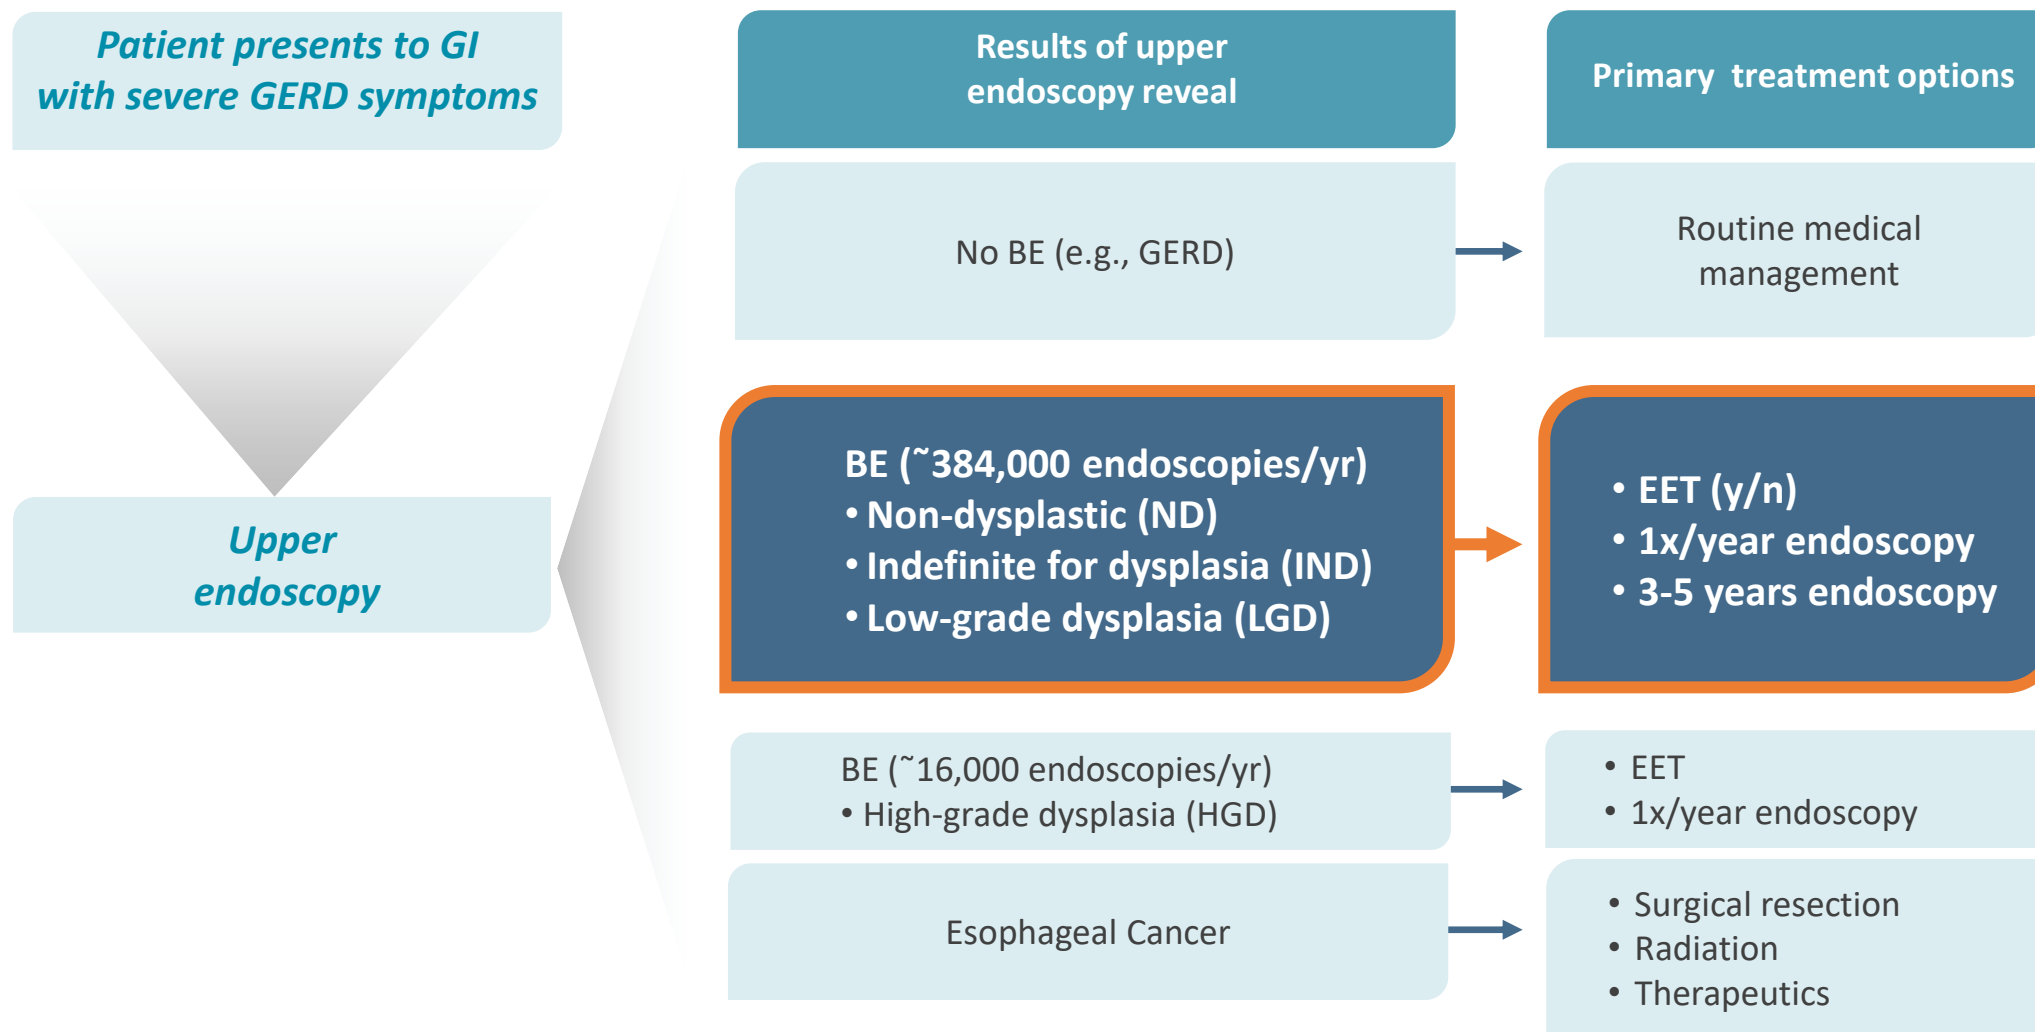 Patient presents to GI
with severe GERD symptoms
Upper
endoscopy
Results of upper
endoscopy reveal
Primary treatment options
No BE (e.g., GERD)
Routine medical
management
BE (~384,000 endoscopies/yr)
• Non-dysplastic (ND)
• Indefinite for dysplasia (IND)
• Low-grade dysplasia (LGD)
• EET (y/n)
• 1x/year endoscopy
• 3-5 years endoscopy
BE (~16,000 endoscopies/yr)
• High-grade dysplasia (HGD)
• EET
• 1x/year endoscopy
Esophageal Cancer
• Surgical resection
• Radiation
• Therapeutics